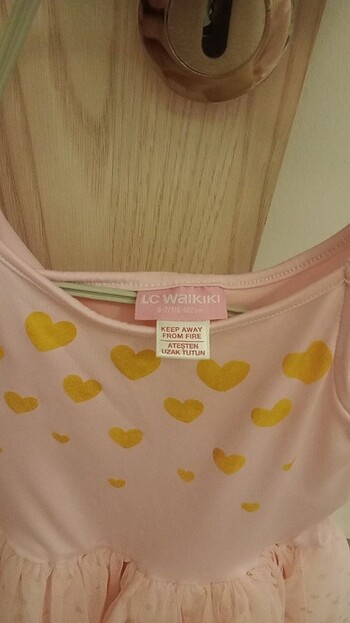 LC WAIKIKI
KEEP AWAY
FROM FIRE
ATEŞTEN
UZAK TUTUN